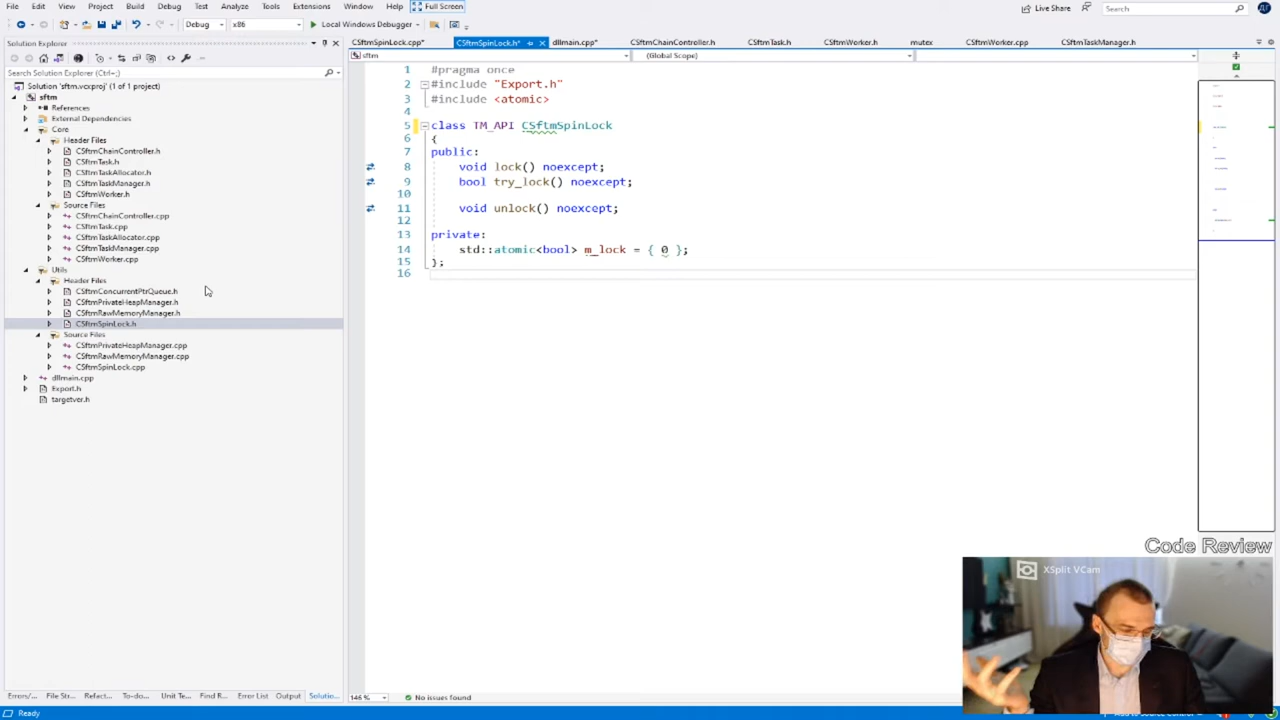 File Edit View Project Build Debug Test Analyze Tools Extensions Window Help Full Screen Search
Live Share
Debug x86 Local Windows Debugger
Solution Explorer
Search Solution Explorer (Ctrl+;)
Solution 'sftm.vcxproj' (1 of 1 project)
sftm
References
External Dependencies
Core
Header Files
CSftmChainController.h
CSftmTask.h
CSftmTaskAllocator.h
CSftmTaskManager.h
CSftmWorker.h
Source Files
CSftmChainController.cpp
CSftmTask.cpp
CSftmTaskAllocator.cpp
CSftmTaskManager.cpp
CSftmWorker.cpp
Utils
Header Files
CSftmConcurrentPtrQueue.h
CSftmPrivateHeapManager.h
CSftmRawMemoryManager.h
CSftmSpinLock.h
Source Files
CSftmPrivateHeapManager.cpp
CSftmRawMemoryManager.cpp
CSftmSpinLock.cpp
dllmain.cpp
Export.h
targetver.h
CSftmSpinLock.cpp* CSftmSpinLock.h* dllmain.cpp* CSftmChainController.h CSftmTask.h CSftmWorker.h mutex CSftmWorker.cpp CSftmTaskManager.h
sftm (Global Scope)
1 #pragma once
2 #include "Export.h"
3 #include <atomic>
4
5 class TM_API CSftmSpinLock
6 {
7 public:
8 void lock() noexcept;
9 bool try_lock() noexcept;
10
11 void unlock() noexcept;
12
13 private:
14 std::atomic<bool> m_lock = { 0 };
15 };
16
Code Review
XSplit VCam
Errors/... File Str... Refact... To-do... Unit Te... Find R... Error List Output Solutio...
146 % No issues found
Ready